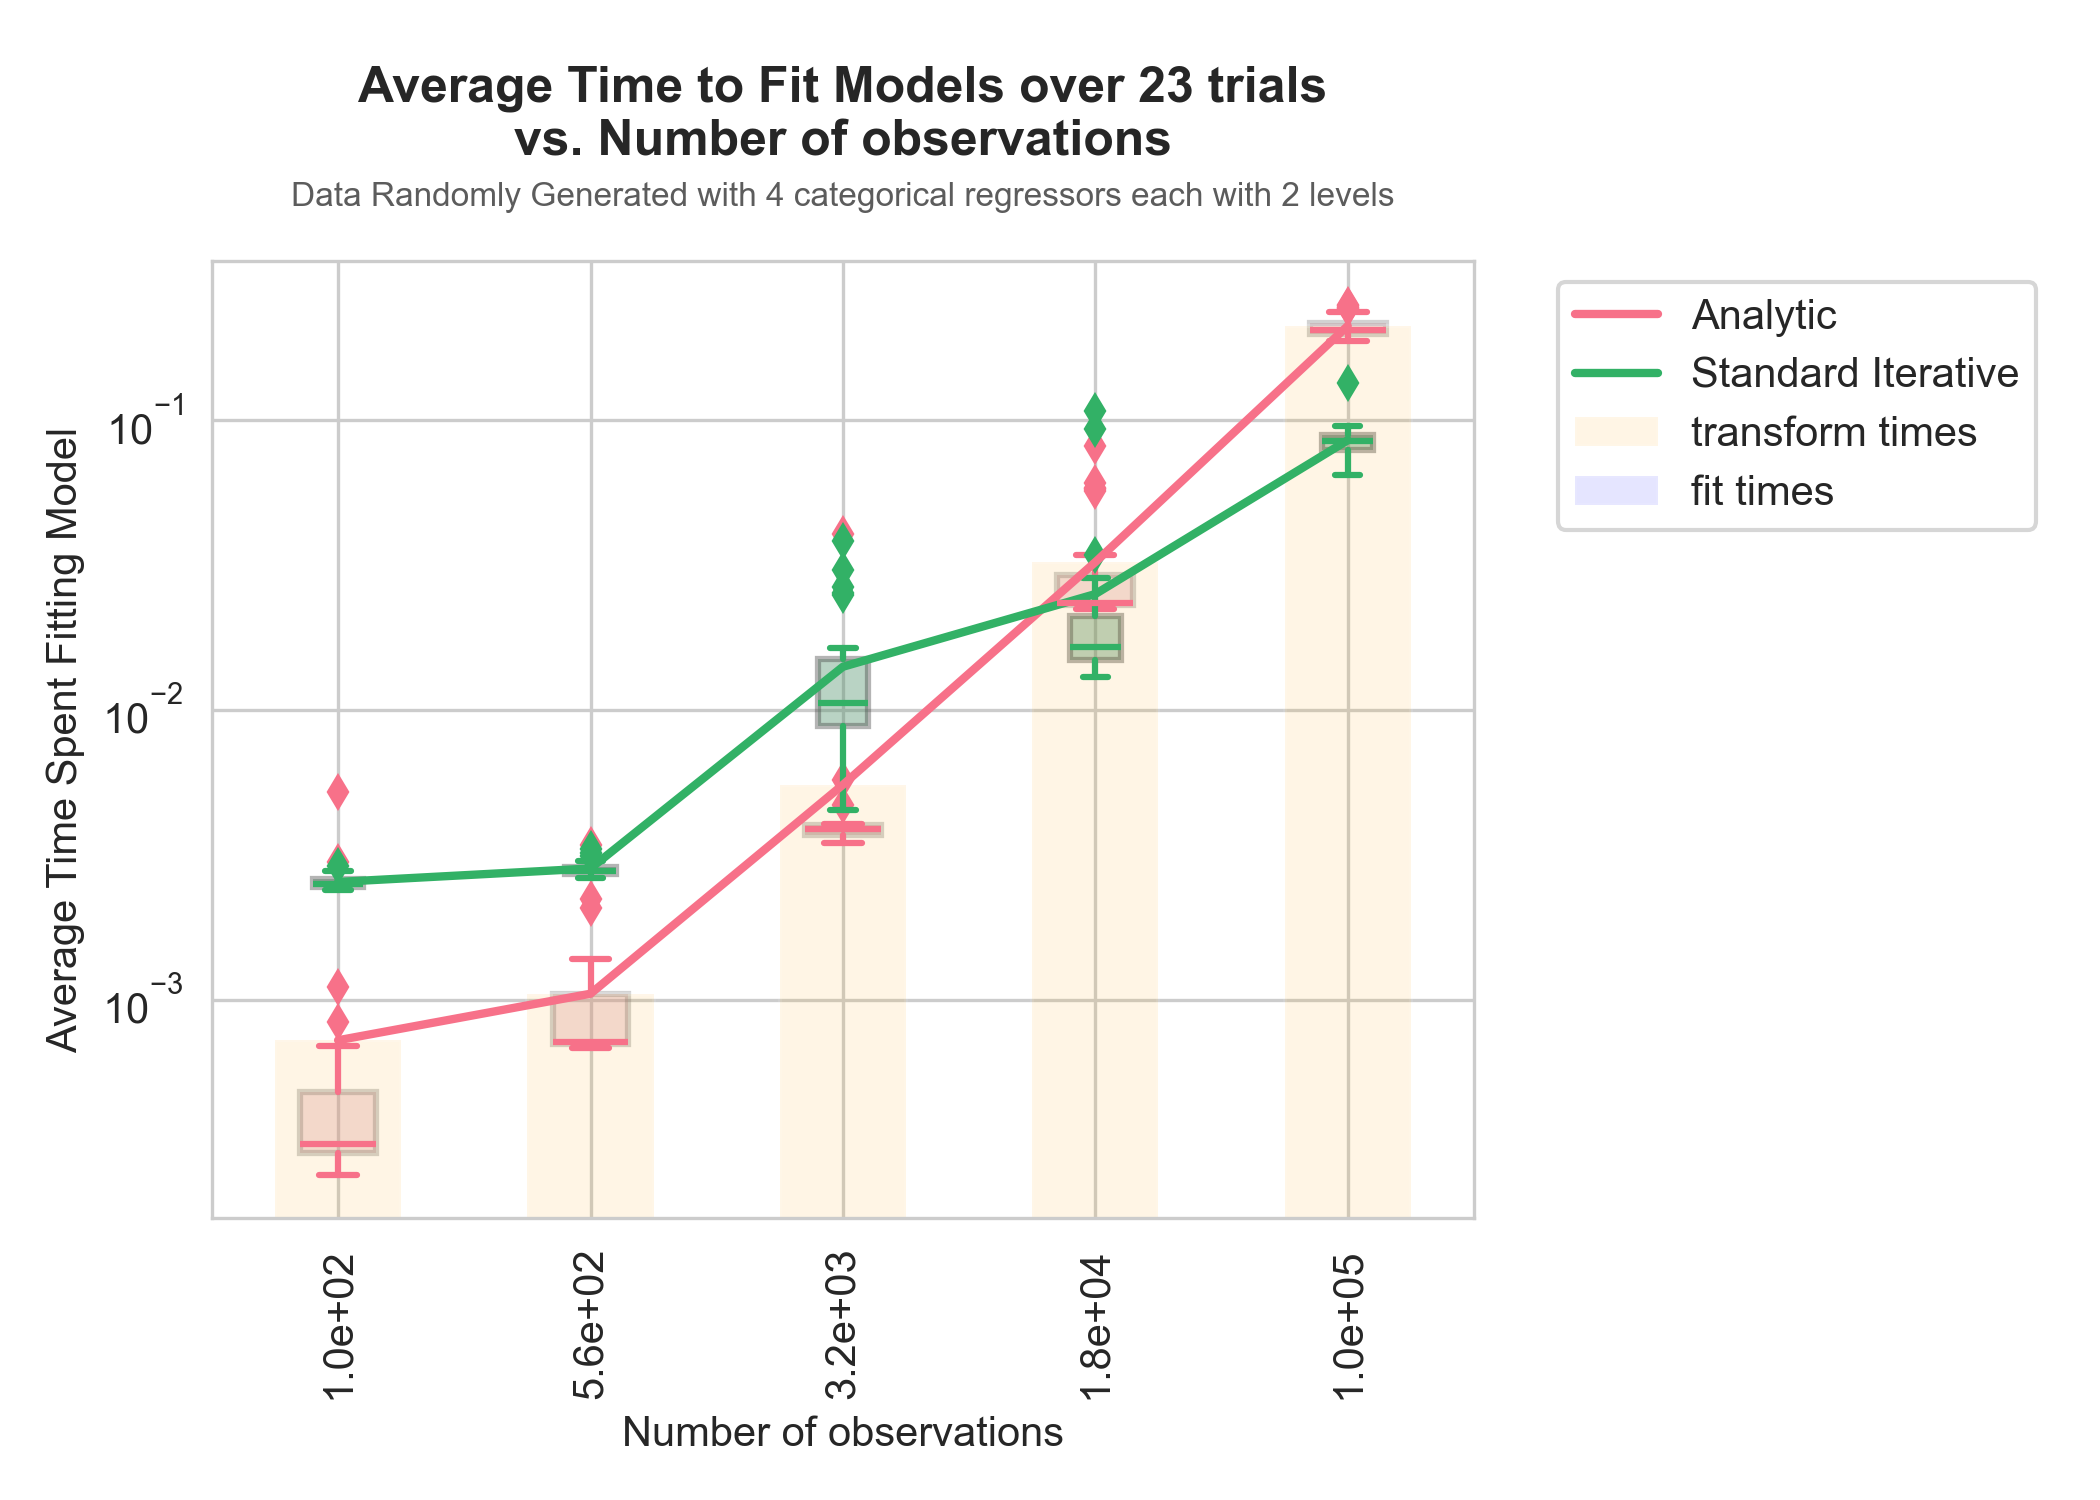 Average Time to Fit Models over 23 trials
vs. Number of observations
Data Randomly Generated with 4 categorical regressors each with 2 levels
Average Time Spent Fitting Model
10−1
10−2
10−3
1.0e+02
5.6e+02
3.2e+03
1.8e+04
1.0e+05
Number of observations
Analytic
Standard Iterative
transform times
fit times